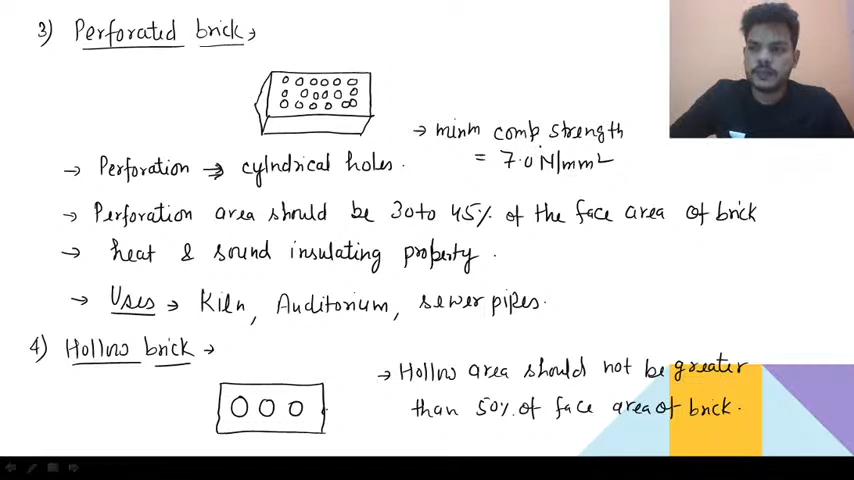 3) Perforated brick →
→ minm comp strength
= 7.0 N/mm2
→ Perforation → cylndrical holes.
→ Perforation area should be 30 to 45% of the face area of brick
→ heat & sound insulating property.
→ Uses → Kiln, Auditorium, sewer pipes.
4) Hollow brick →
→ Hollow area should not be greater
than 50% of face area of brick.